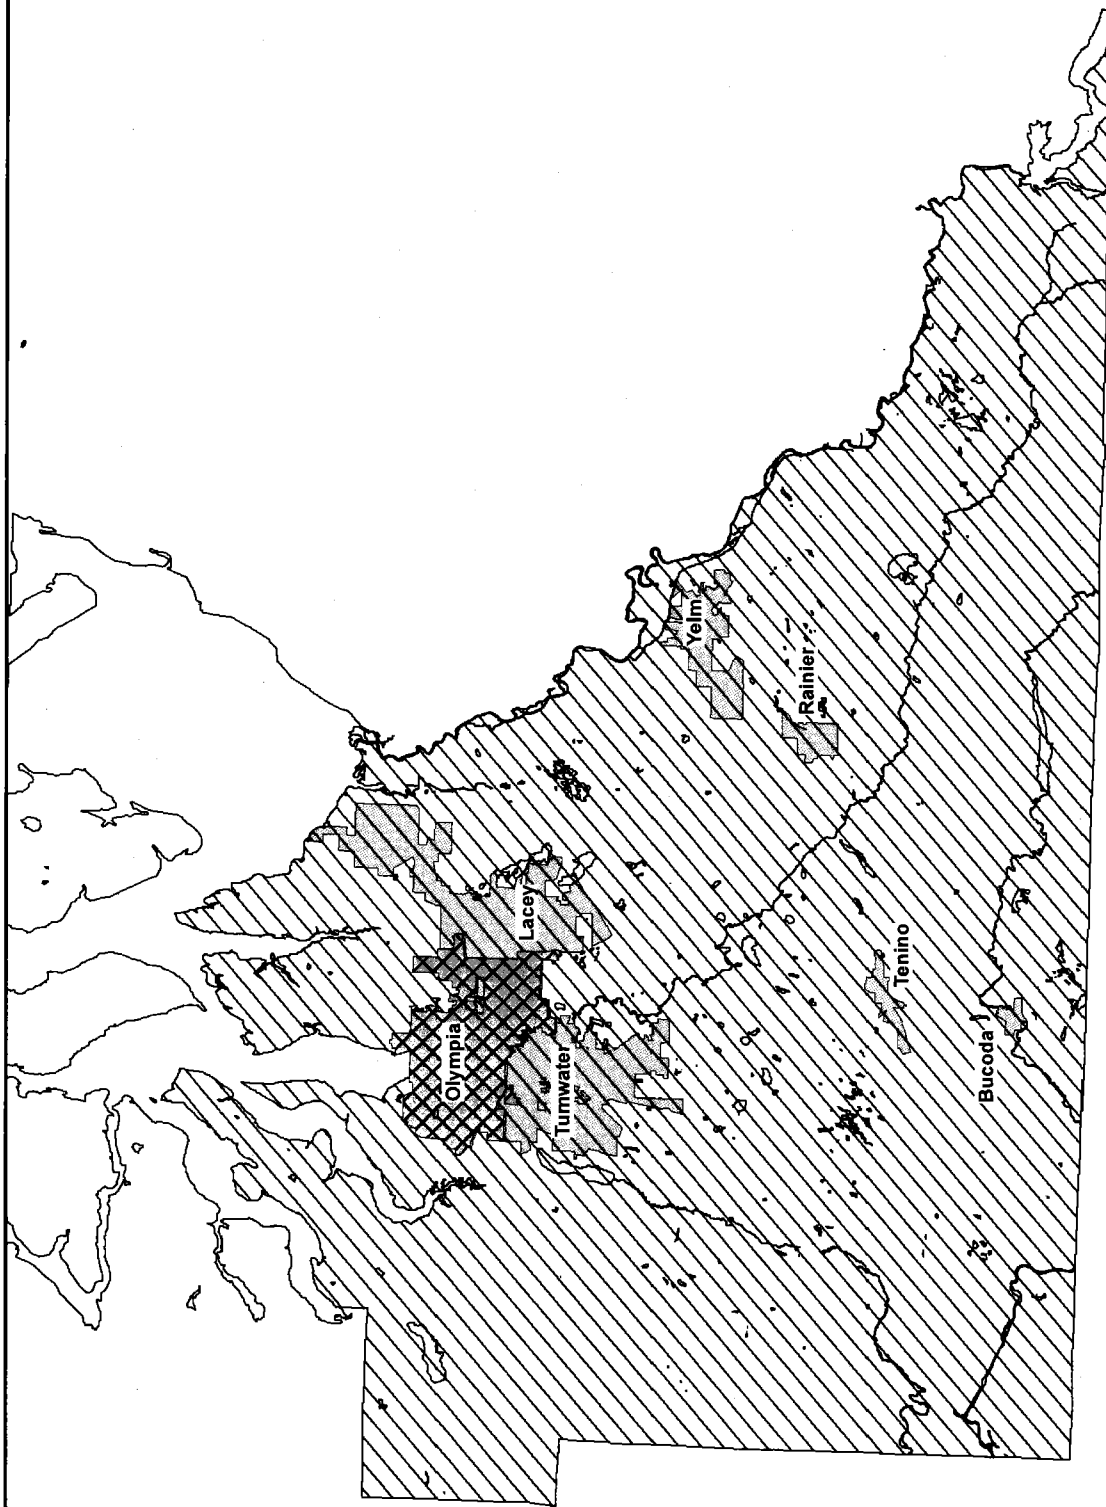 Olympia
Lacey
Tumwater
Yelm
Rainier
Tenino
Bucoda